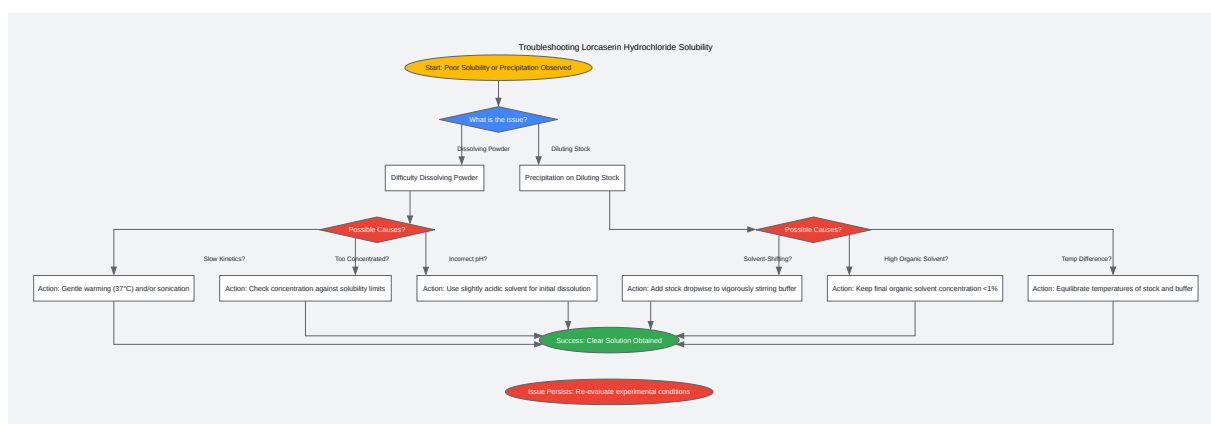 Troubleshooting Lorcaserin Hydrochloride Solubility
Start: Poor Solubility or Precipitation Observed
What is the issue?
Dissolving Powder
Diluting Stock
Difficulty Dissolving Powder
Precipitation on Diluting Stock
Possible Causes?
Possible Causes?
Slow Kinetics?
Too Concentrated?
Incorrect pH?
Solvent-Shifting?
High Organic Solvent?
Temp Difference?
Action: Gentle warming (37°C) and/or sonication
Action: Check concentration against solubility limits
Action: Use slightly acidic solvent for initial dissolution
Action: Add stock dropwise to vigorously stirring buffer
Action: Keep final organic solvent concentration <1%
Action: Equilibrate temperatures of stock and buffer
Success: Clear Solution Obtained
Issue Persists: Re-evaluate experimental conditions